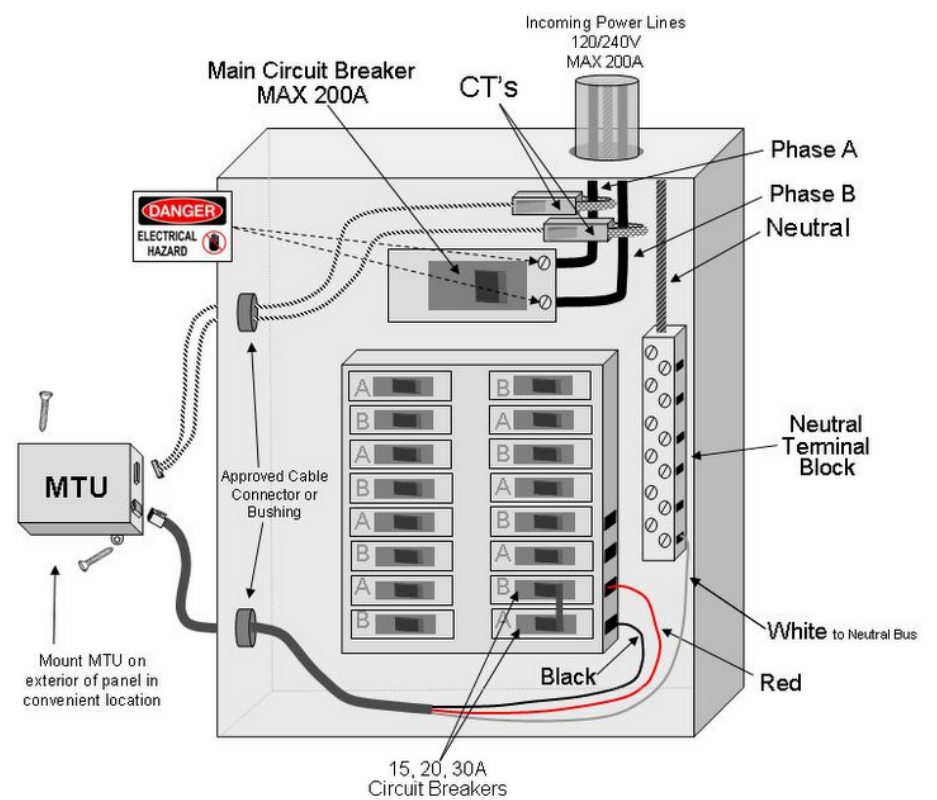 Incoming Power Lines
120/240V
MAX 200A
Main Circuit Breaker
MAX 200A
CT's
Phase A
Phase B
Neutral
DANGER
ELECTRICAL
HAZARD
A
B
B
A
A
B
B
A
A
B
B
A
A
B
B
A
Neutral
Terminal
Block
MTU
Approved Cable
Connector or
Bushing
Mount MTU on
exterior of panel in
convenient location
White to Neutral Bus
Black
Red
15, 20, 30A
Circuit Breakers